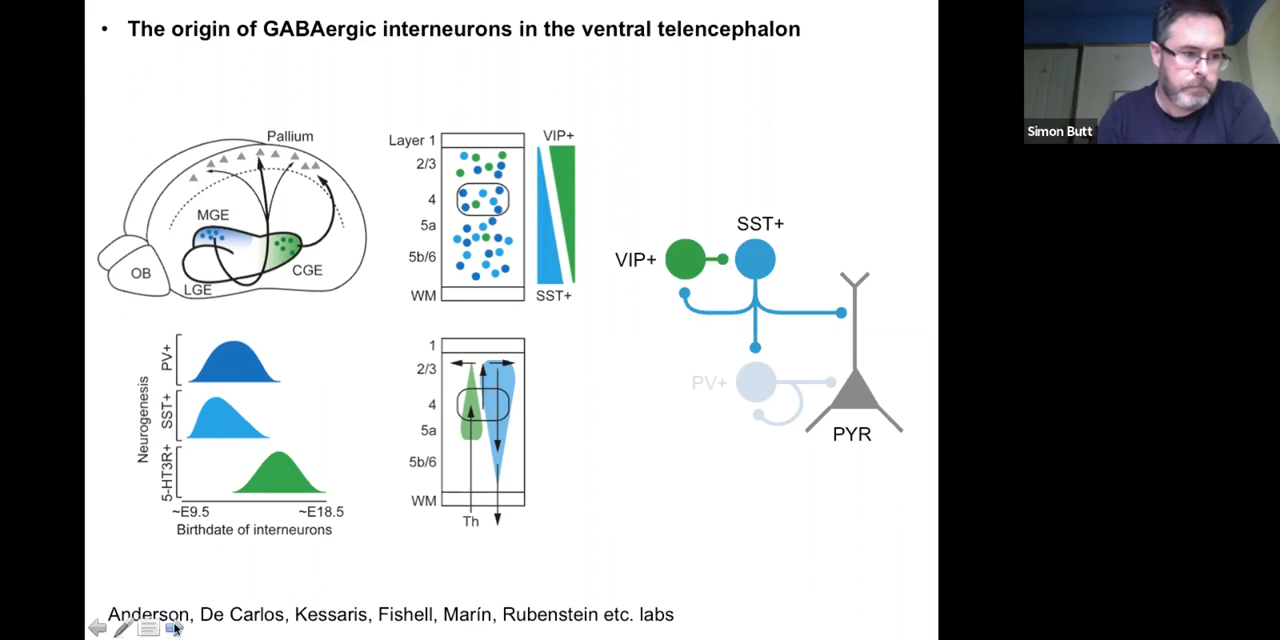 • The origin of GABAergic interneurons in the ventral telencephalon
Simon Butt
Pallium
MGE
OB
LGE
CGE
Layer 1
2/3
4
5a
5b/6
WM
VIP+
SST+
SST+
VIP+
PV+
PYR
Neurogenesis
PV+
SST+
5-HT3R+
~E9.5
~E18.5
Birthdate of interneurons
1
2/3
4
5a
5b/6
WM
Th
Anderson, De Carlos, Kessaris, Fishell, Marín, Rubenstein etc. labs